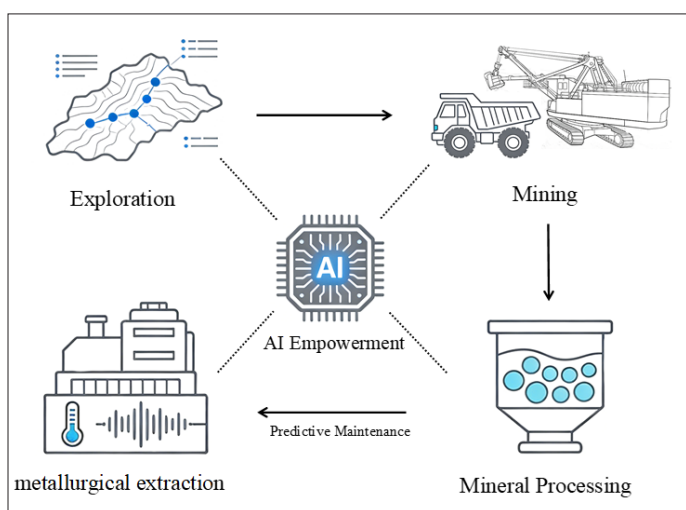 Exploration
Mining
AI
AI Empowerment
Predictive Maintenance
metallurgical extraction
Mineral Processing